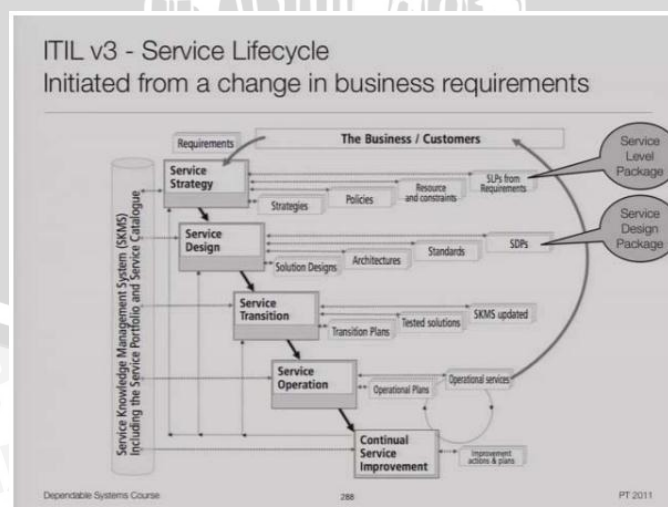 ITIL v3 - Service Lifecycle
Initiated from a change in business requirements
Requirements
The Business / Customers
Service
Level
Package
Service
Strategy
Strategies
Policies
Resource
and constraints
SLPs from
Requirements
Service
Design
Package
Service
Design
Solution Designs
Architectures
Standards
SDPs
Service
Transition
Transition Plans
Tested solutions
SKMS updated
Service
Operation
Operational Plans
Operational services
Continual
Service
Improvement
Improvement
actions & plans
Service Knowledge Management System (SKMS)
Including the Service Portfolio and Service Catalogue
Dependable Systems Course
288
PT 2011